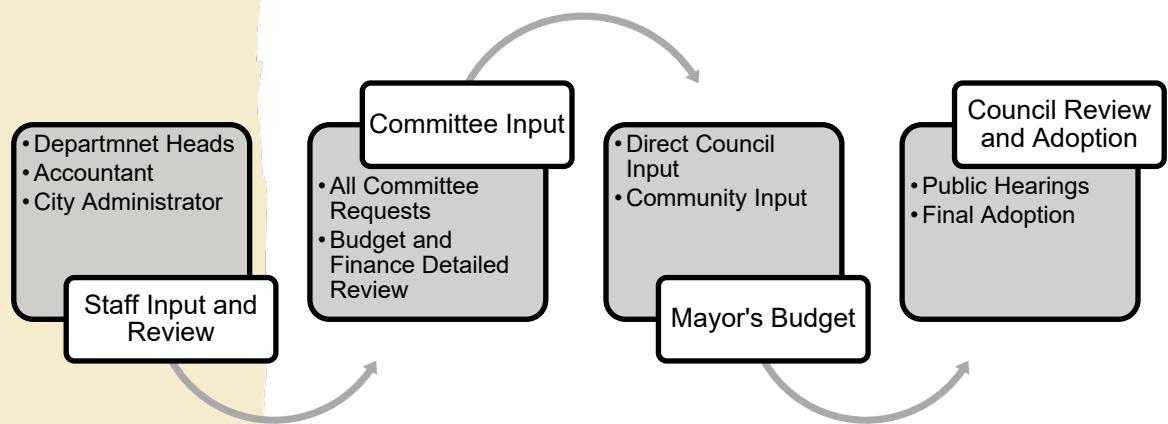 • Departmnet Heads
• Accountant
• City Administrator
Staff Input and
Review
Committee Input
• All Committee
Requests
• Budget and
Finance Detailed
Review
• Direct Council
Input
• Community Input
Mayor's Budget
Council Review
and Adoption
• Public Hearings
• Final Adoption